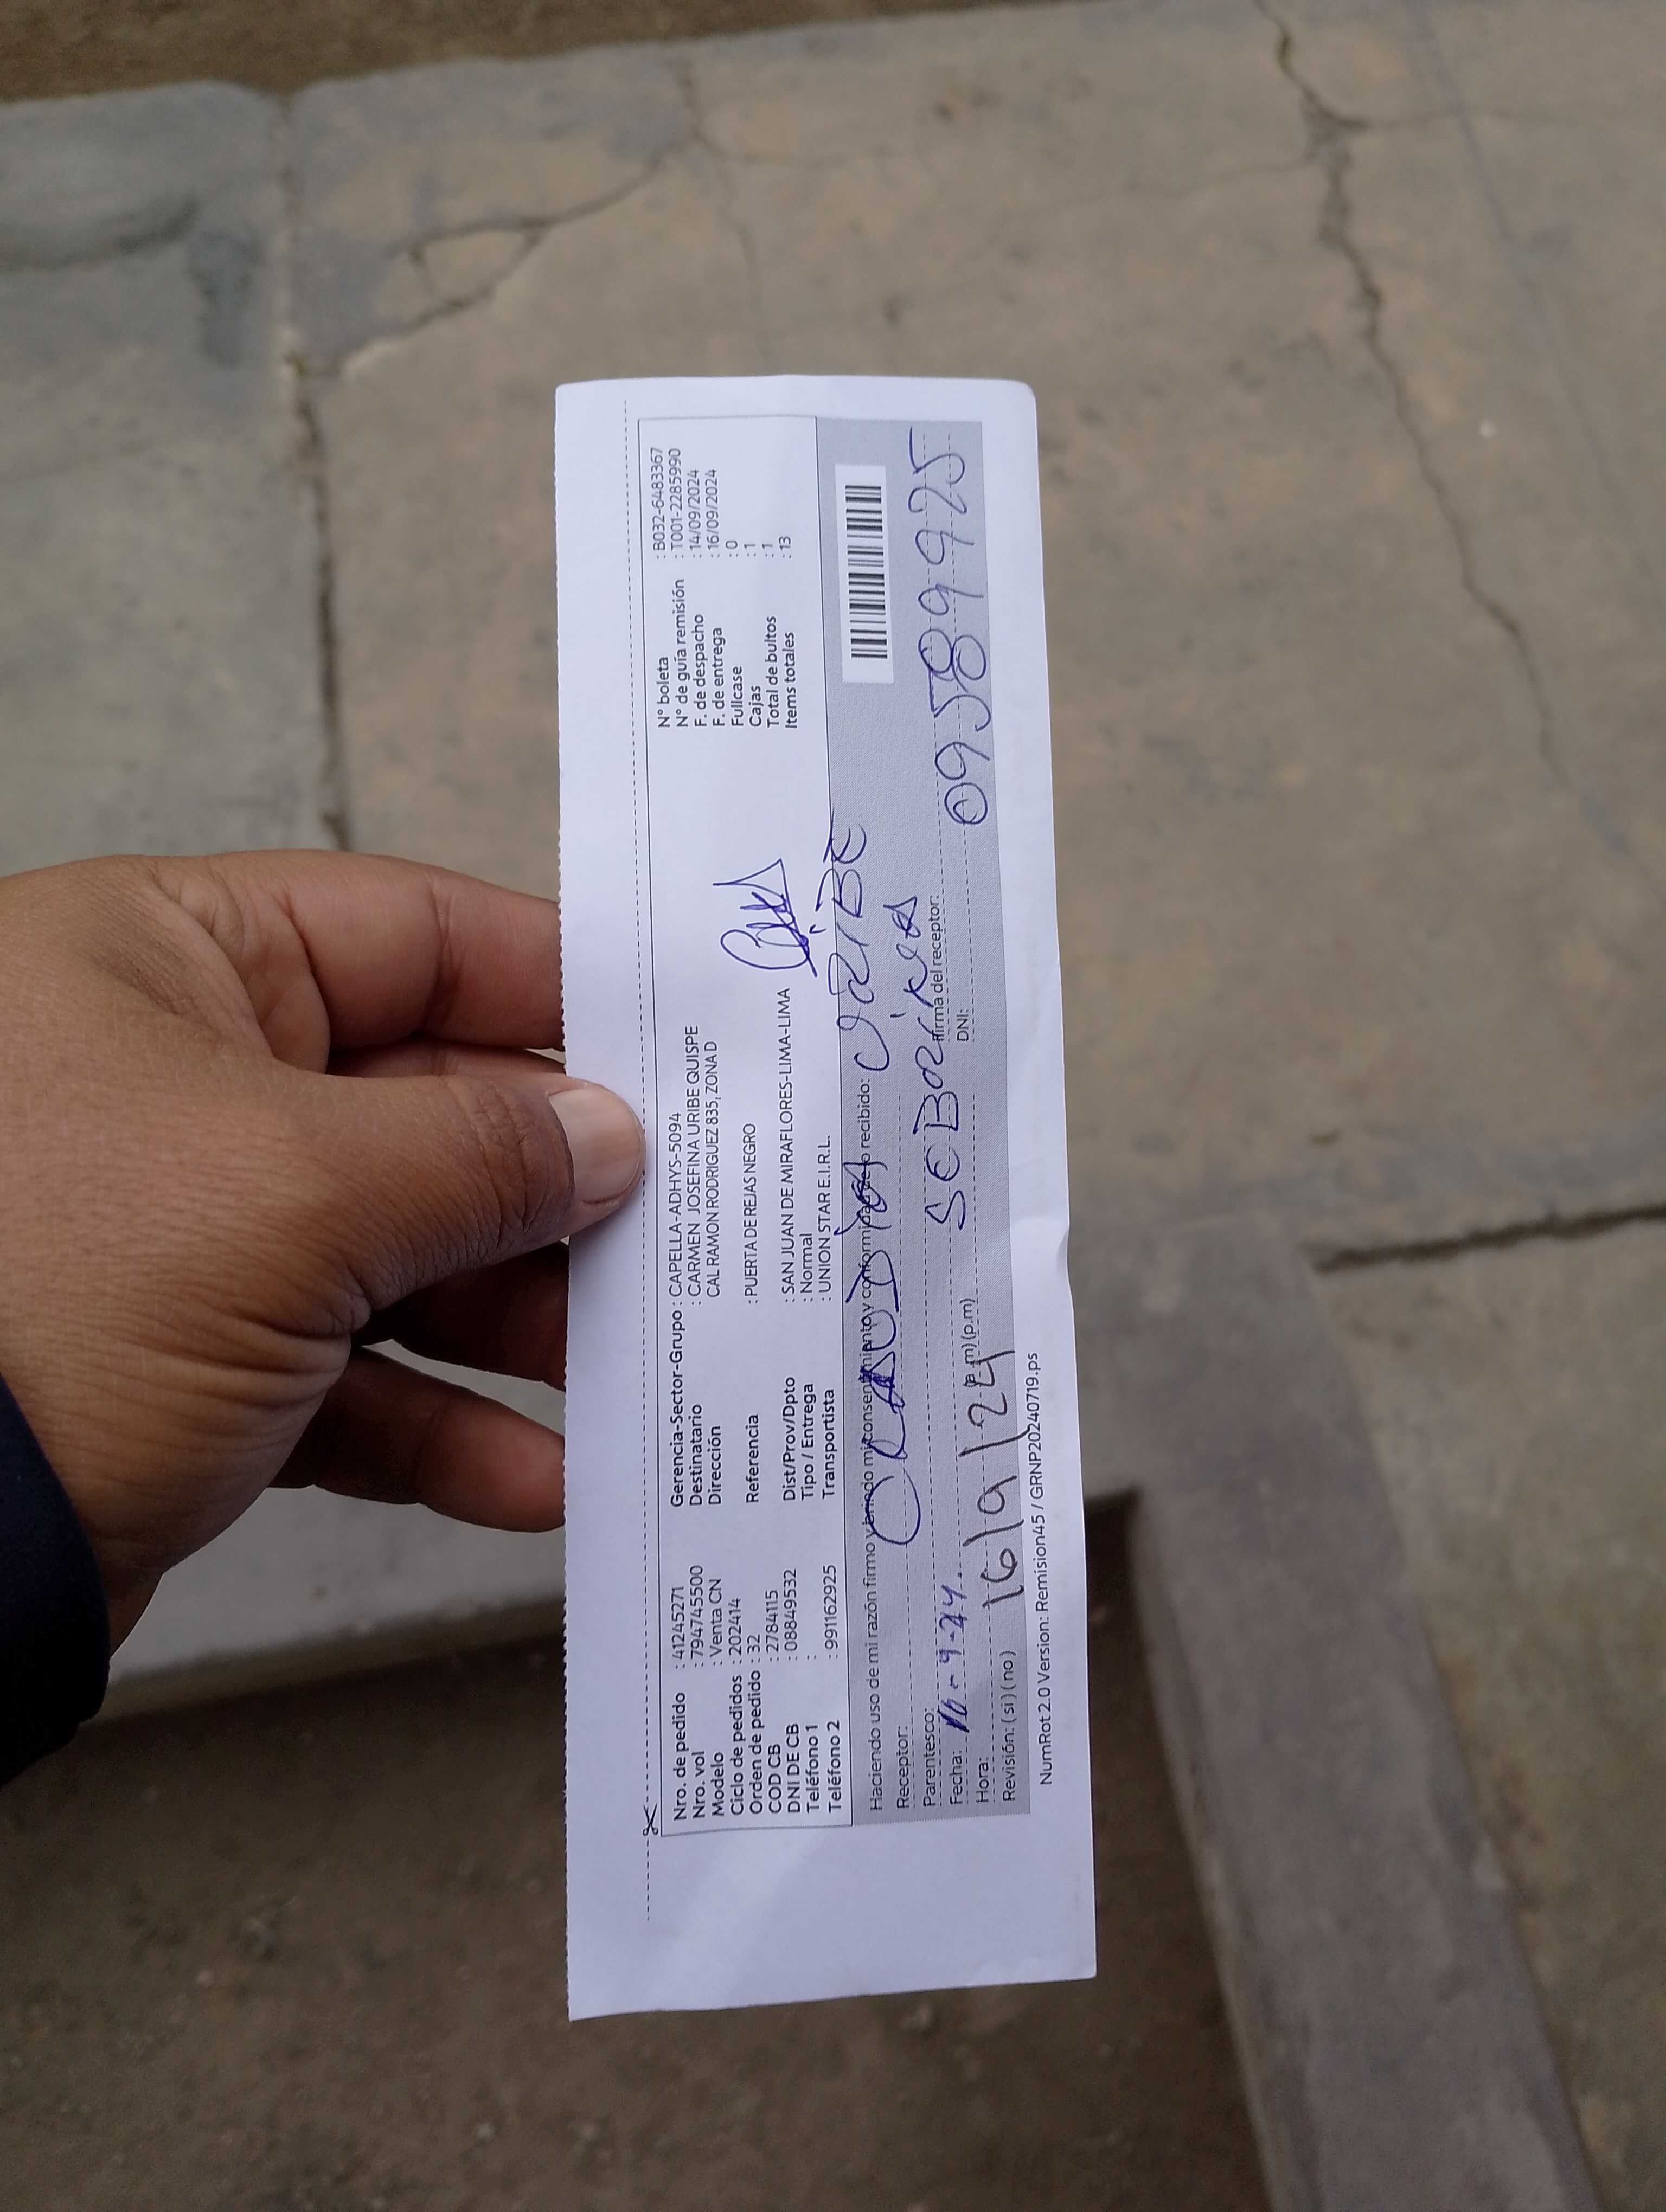 Nro. de pedido : 41245271
Nro. vol : 794745500
Modelo : Venta CN
Ciclo de pedidos : 202414
Orden de pedido : 32
COD CB : 2784115
DNI DE CB : 08849532
Teléfono 1 :
Teléfono 2 : 991162925
Gerencia-Sector-Grupo : CAPELLA-ADHYS-5094
Destinatario : CARMEN JOSEFINA URIBE QUISPE
Dirección CAL RAMON RODRIGUEZ 835, ZONA D
Referencia : PUERTA DE REJAS NEGRO
Dist/Prov/Dpto : SAN JUAN DE MIRAFLORES-LIMA-LIMA
Tipo / Entrega : Normal
Transportista : UNION STAR E.I.R.L.
N° boleta : B032-6483367
N° de guía remisión : T001-2285990
F. de despacho : 14/09/2024
F. de entrega : 16/09/2024
Fullcase : 0
Cajas : 1
Total de bultos : 1
Items totales : 13
Haciendo uso de mi razón firmo y brindo mi consentimiento y conformidad de lo recibido: URIBE
Receptor:
Parentesco:
Firma del receptor:
Fecha: 16-9-24.
DNI: 09589925
Hora: 16/9/24 (a.m) (p.m)
Revisión: ( si ) ( no )
NumRot 2.0 Version: Remision45 / GRNP20240719.ps